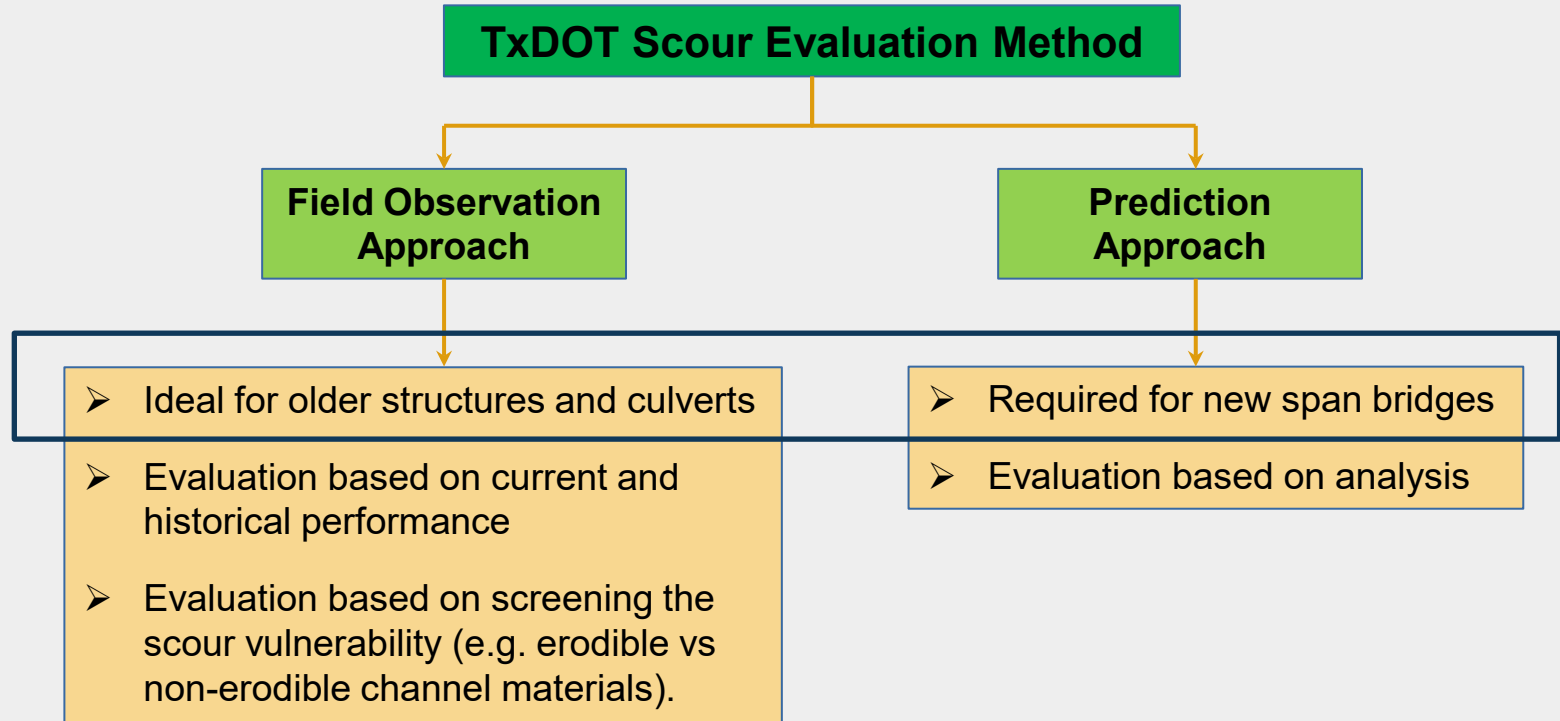 TxDOT Scour Evaluation Method
Field Observation
Approach
➢ Ideal for older structures and culverts
➢ Evaluation based on current and
historical performance
➢ Evaluation based on screening the
scour vulnerability (e.g. erodible vs
non-erodible channel materials).
Prediction
Approach
➢ Required for new span bridges
➢ Evaluation based on analysis